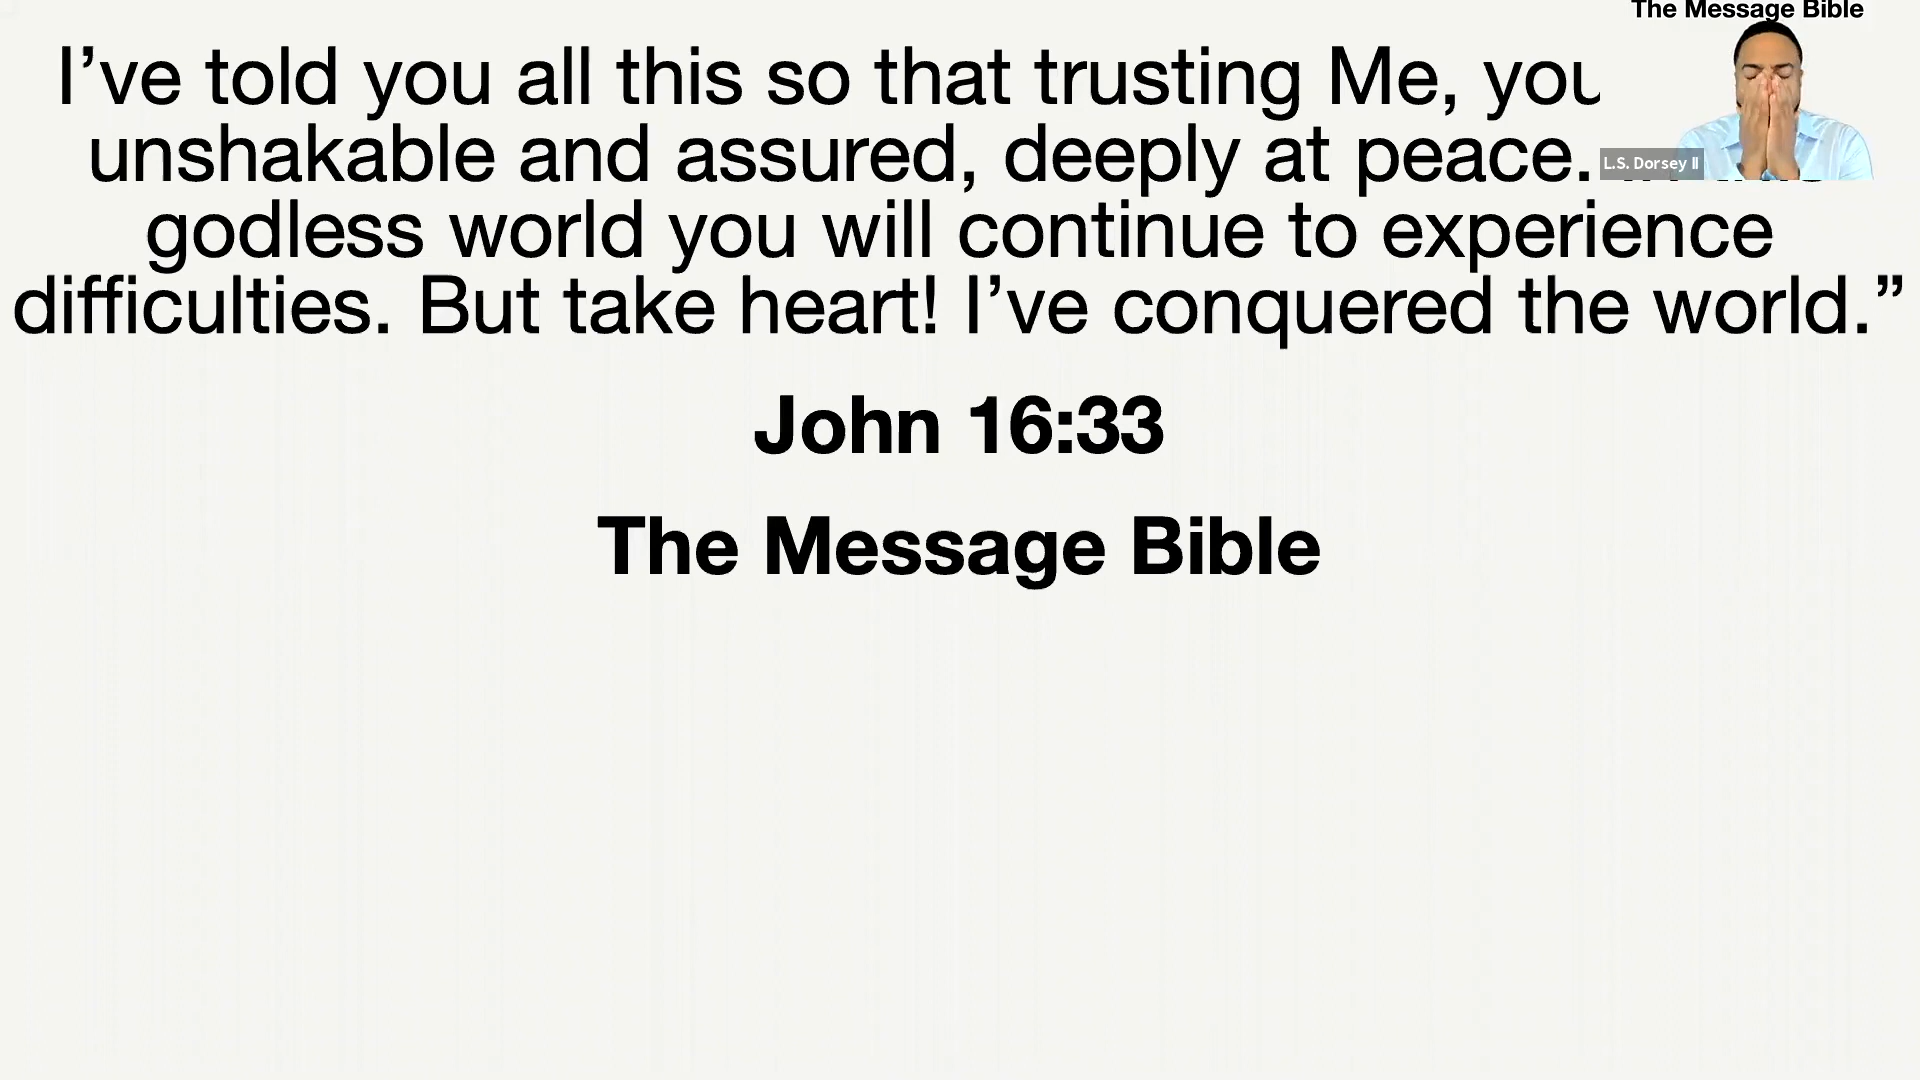 The Message Bible
I’ve told you all this so that trusting Me, you
unshakable and assured, deeply at peace.
L.S. Dorsey II
godless world you will continue to experience
difficulties. But take heart! I’ve conquered the world.”
John 16:33
The Message Bible